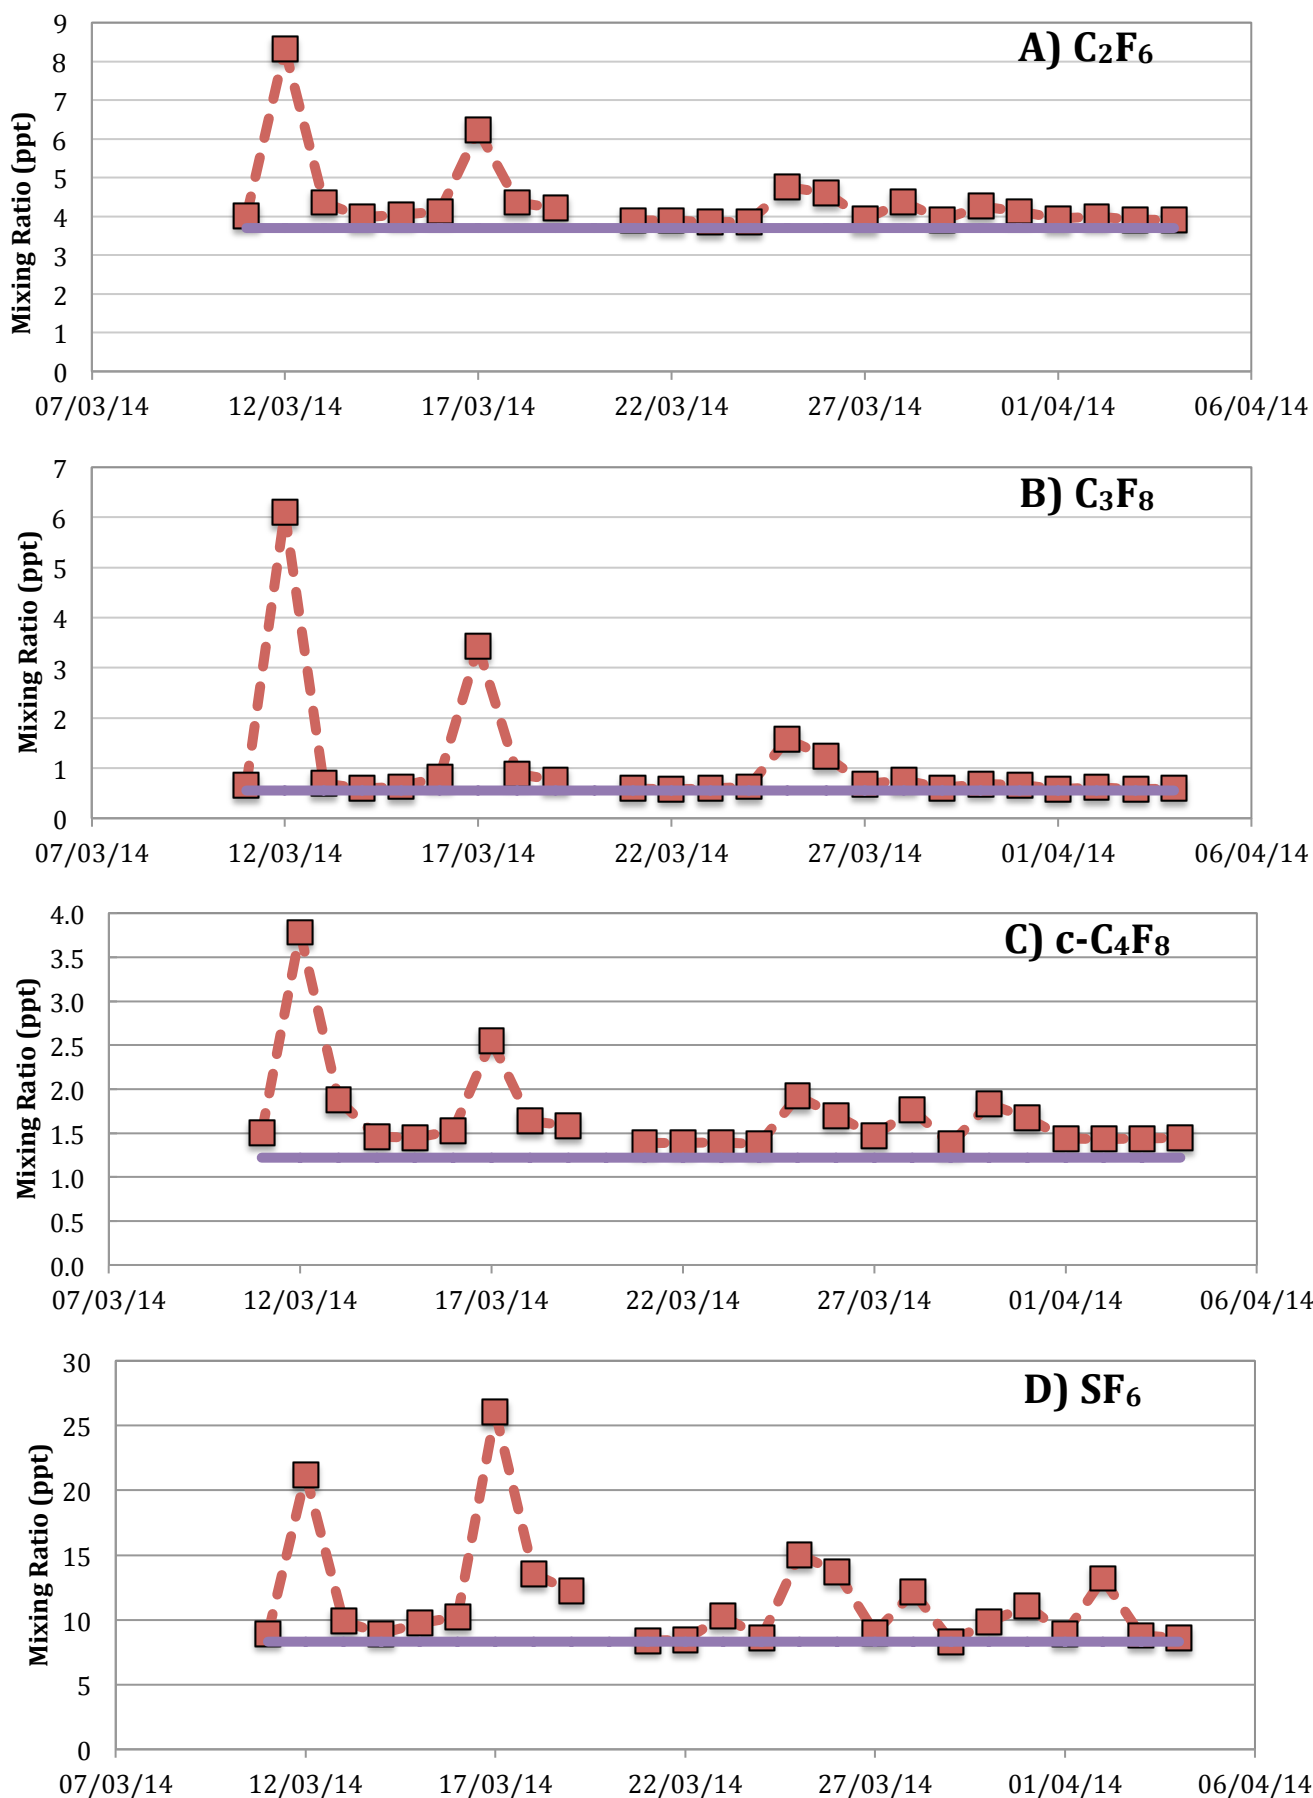 A) C₂F₆
Mixing Ratio (ppt)
9
8
7
6
5
4
3
2
1
0
07/03/14 12/03/14 17/03/14 22/03/14 27/03/14 01/04/14 06/04/14
B) C₃F₈
Mixing Ratio (ppt)
7
6
5
4
3
2
1
0
07/03/14 12/03/14 17/03/14 22/03/14 27/03/14 01/04/14 06/04/14
C) c-C₄F₈
Mixing Ratio (ppt)
4.0
3.5
3.0
2.5
2.0
1.5
1.0
0.5
0.0
07/03/14 12/03/14 17/03/14 22/03/14 27/03/14 01/04/14 06/04/14
D) SF₆
Mixing Ratio (ppt)
30
25
20
15
10
5
0
07/03/14 12/03/14 17/03/14 22/03/14 27/03/14 01/04/14 06/04/14